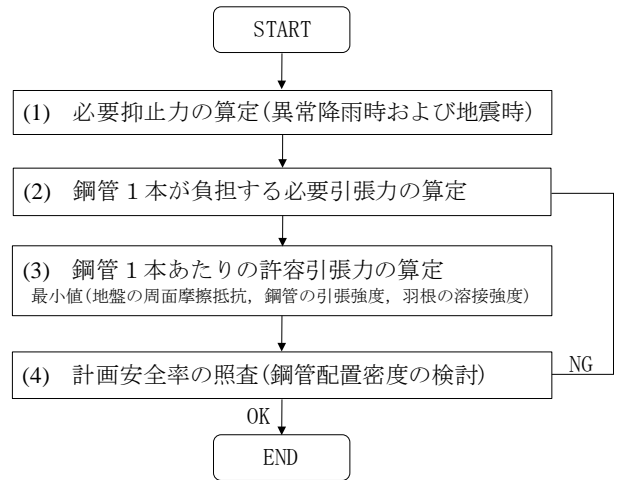 START
(1) 必要抑止力の算定(異常降雨時および地震時)
(2) 鋼管１本が負担する必要引張力の算定
(3) 鋼管１本あたりの許容引張力の算定
最小値(地盤の周面摩擦抵抗，鋼管の引張強度，羽根の溶接強度)
(4) 計画安全率の照査(鋼管配置密度の検討)
NG
OK
END